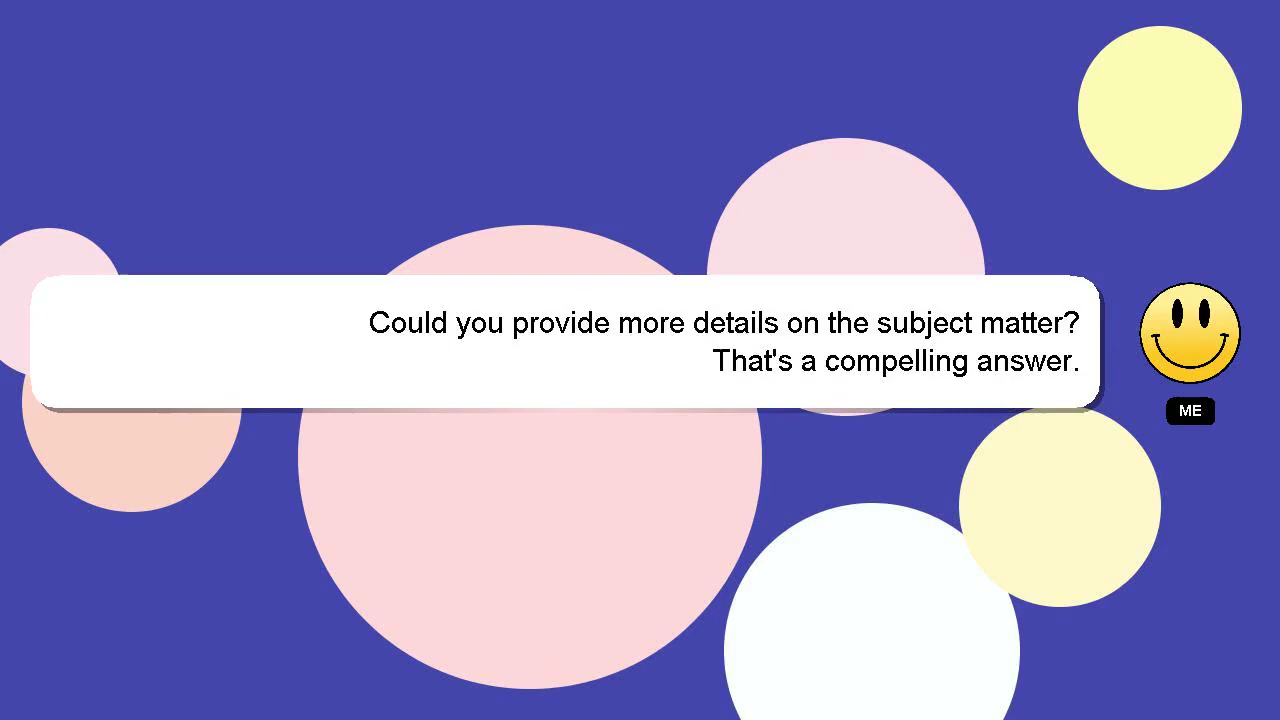 Could you provide more details on the subject matter?
That's a compelling answer.
ME